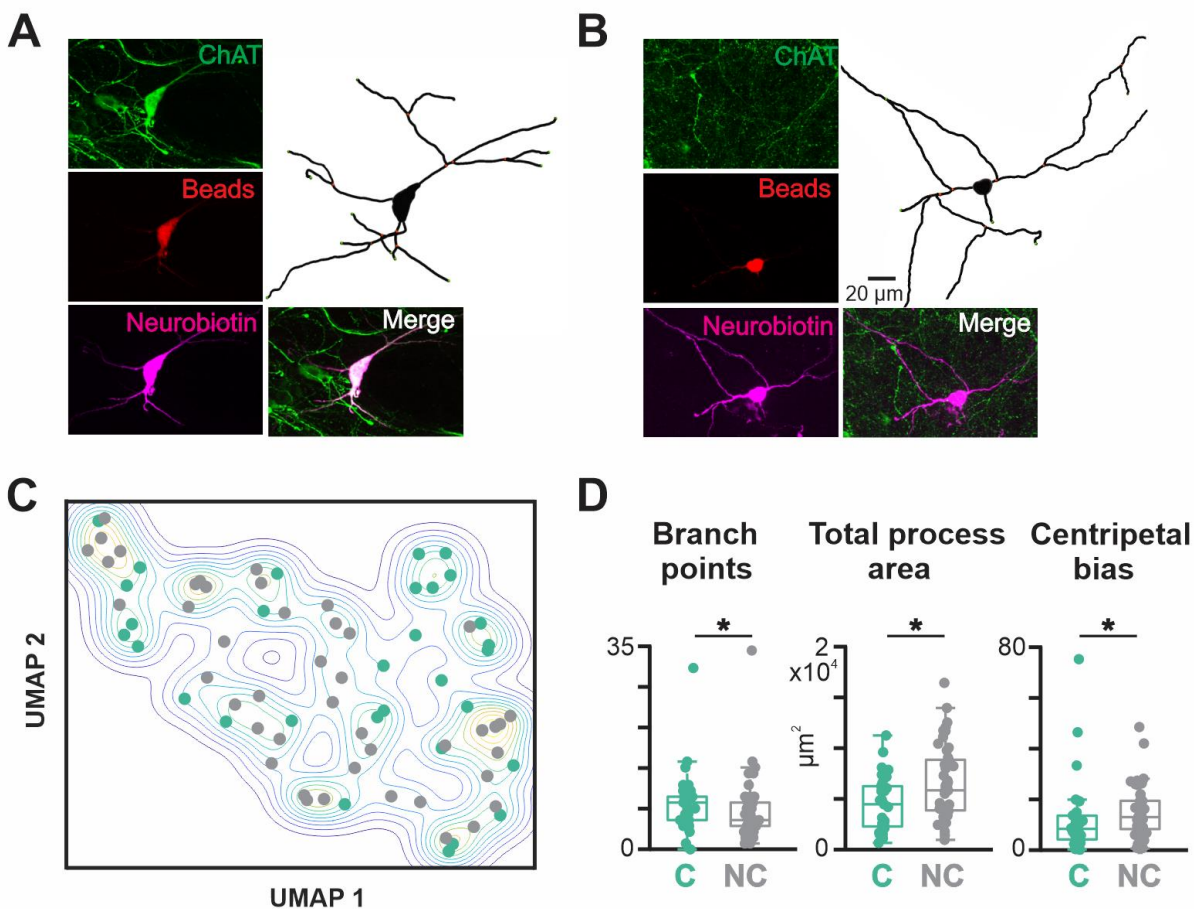 A
ChAT
Beads
Neurobiotin
Merge
B
ChAT
Beads
20 µm
Neurobiotin
Merge
C
UMAP 2
UMAP 1
D
Branch
points
*
35
0
C NC
Total process
area
*
2
x10⁴
µm²
0
C NC
Centripetal
bias
*
80
0
C NC